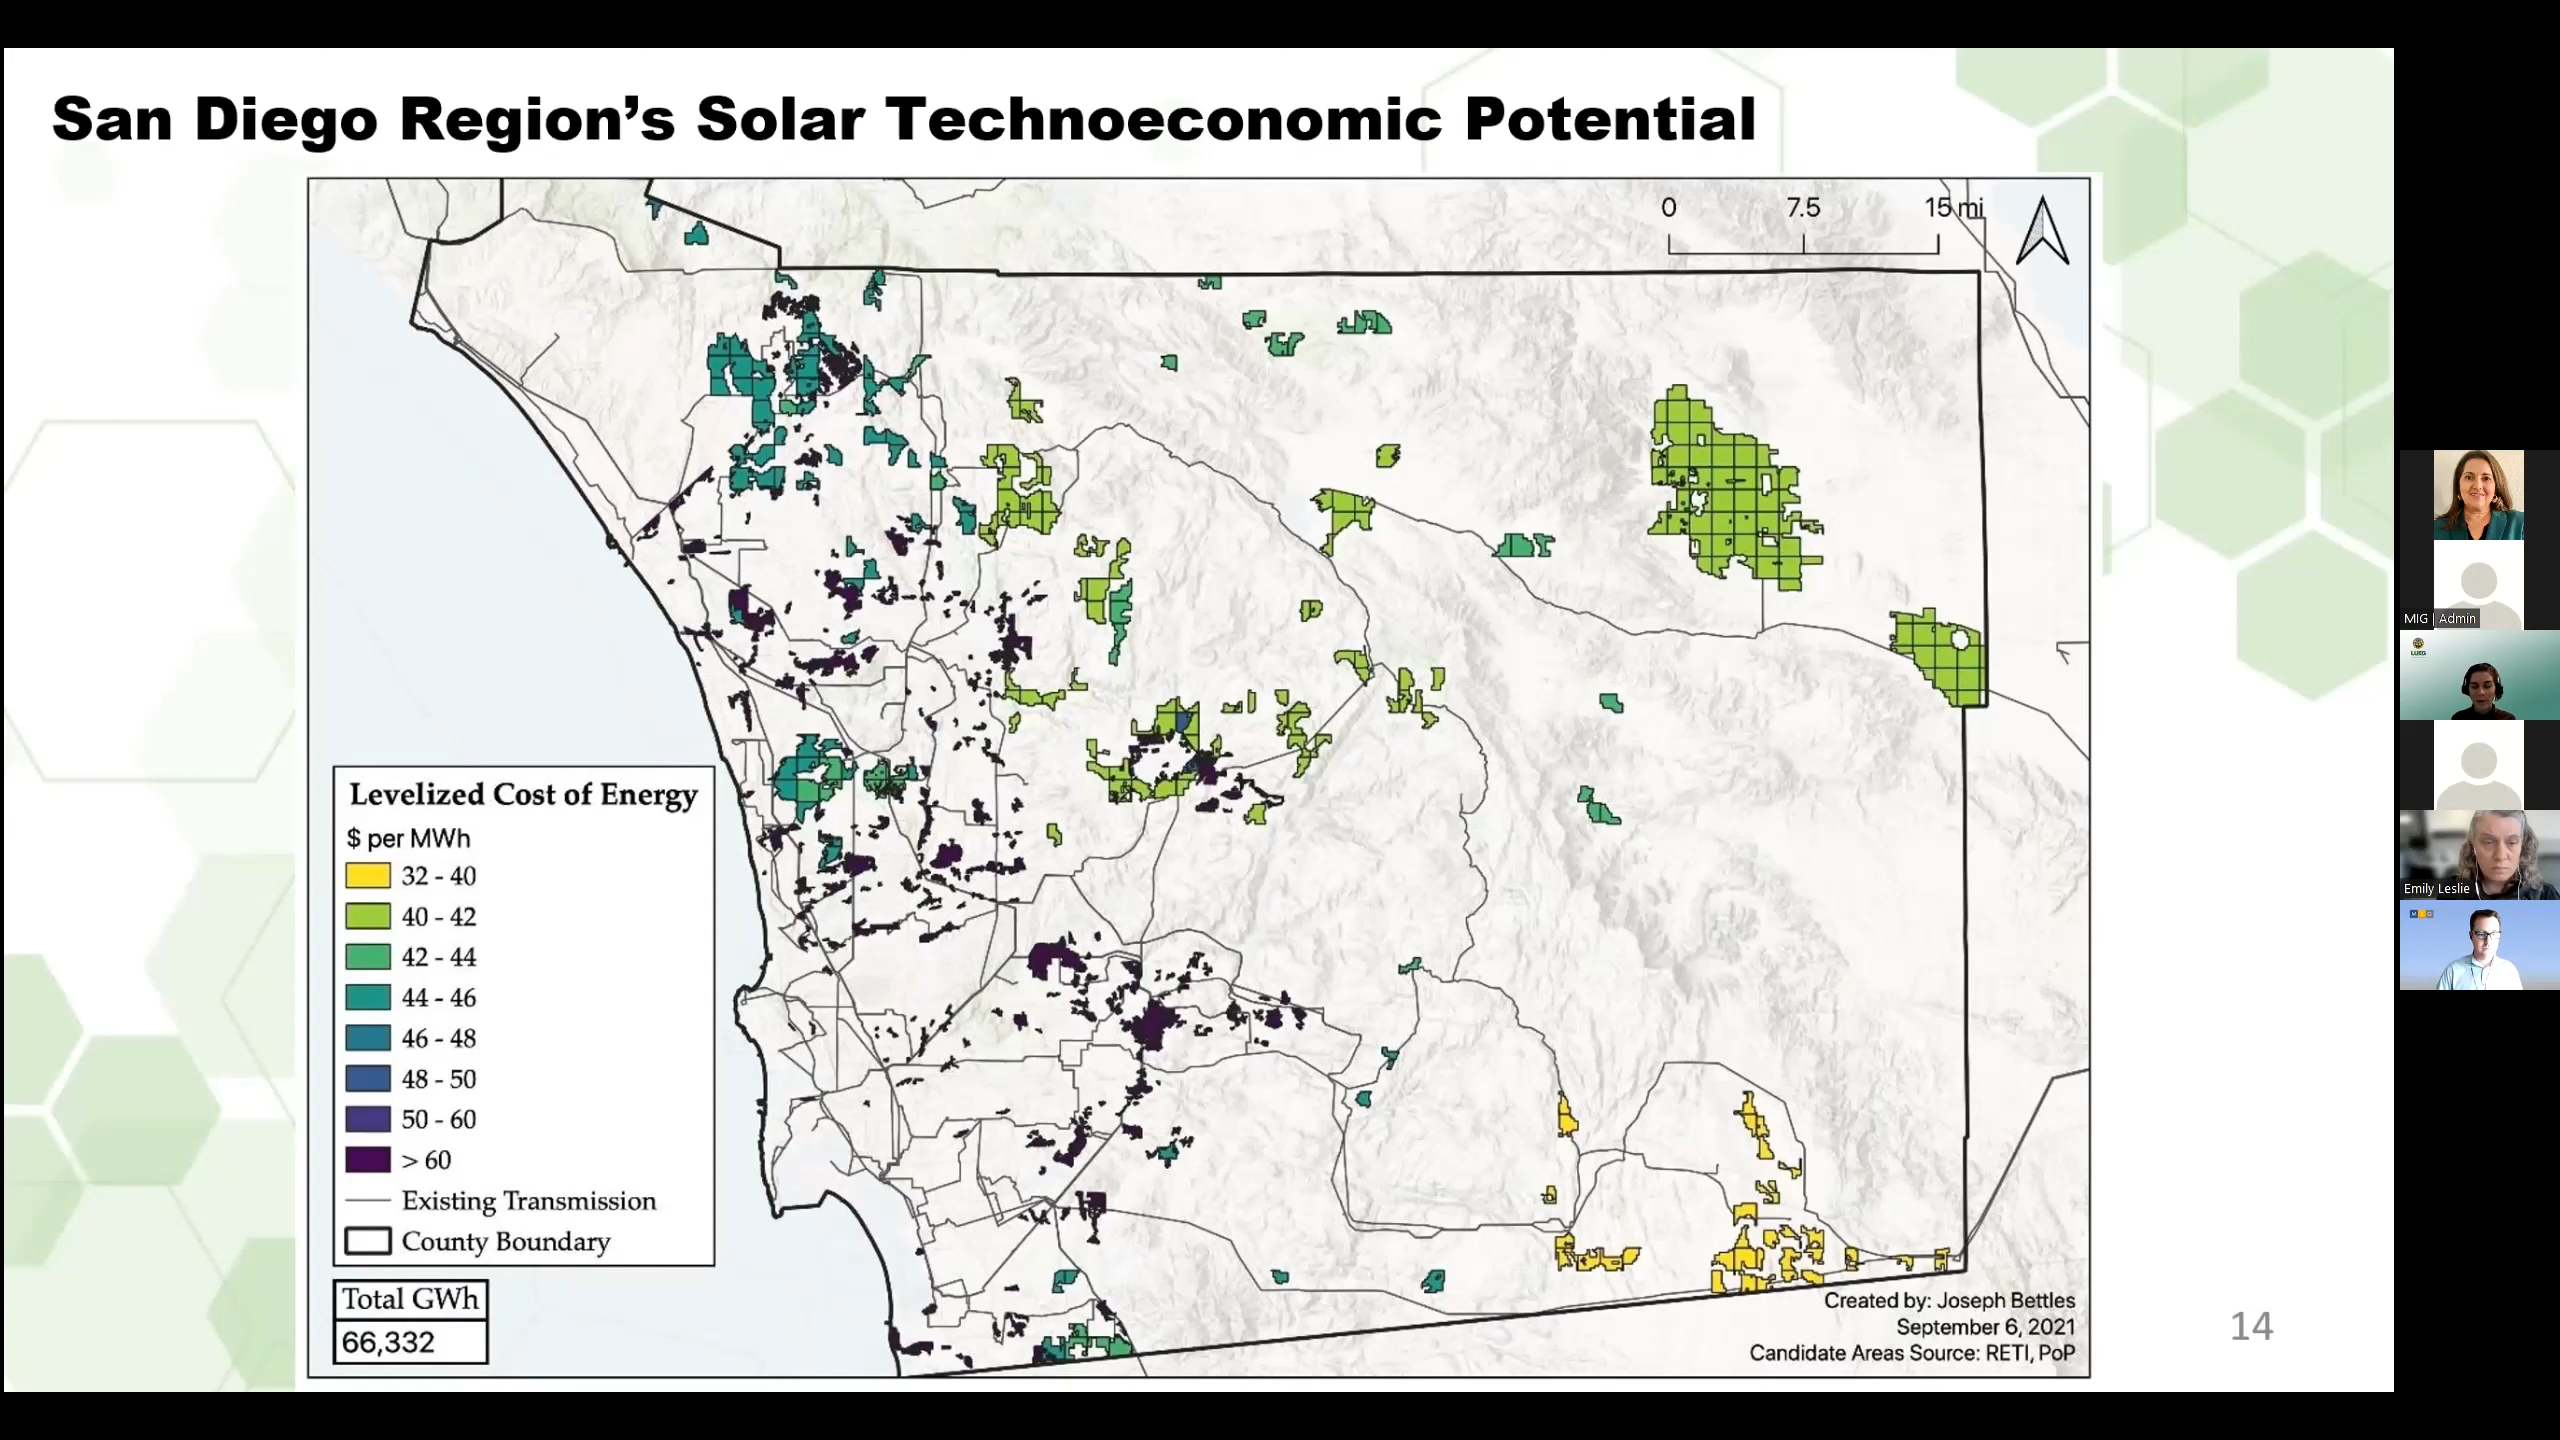 San Diego Region’s Solar Technoeconomic Potential
0 7.5 15 mi
Levelized Cost of Energy
$ per MWh
32 - 40
40 - 42
42 - 44
44 - 46
46 - 48
48 - 50
50 - 60
> 60
Existing Transmission
County Boundary
Total GWh
66,332
Created by: Joseph Bettles
September 6, 2021
Candidate Areas Source: RETI, PoP
14
MIG | Admin
LUEG
Emily Leslie
MIG